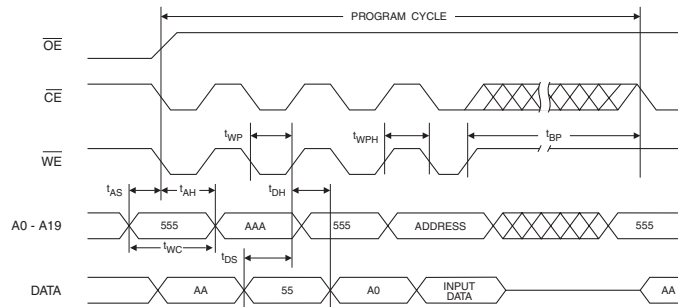 PROGRAM CYCLE
OE
CE
tWP
tWPH
tBP
WE
tAS
tAH
tDH
A0 - A19
555
AAA
555
ADDRESS
555
tWC
tDS
DATA
AA
55
A0
INPUT
DATA
AA